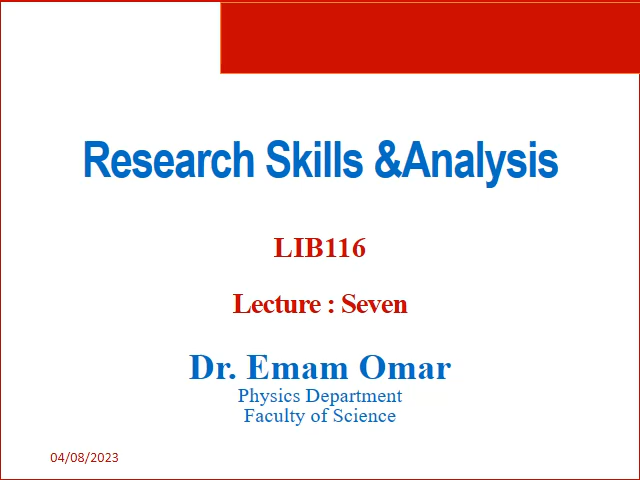 Research Skills &Analysis
LIB116
Lecture : Seven
Dr. Emam Omar
Physics Department
Faculty of Science
04/08/2023